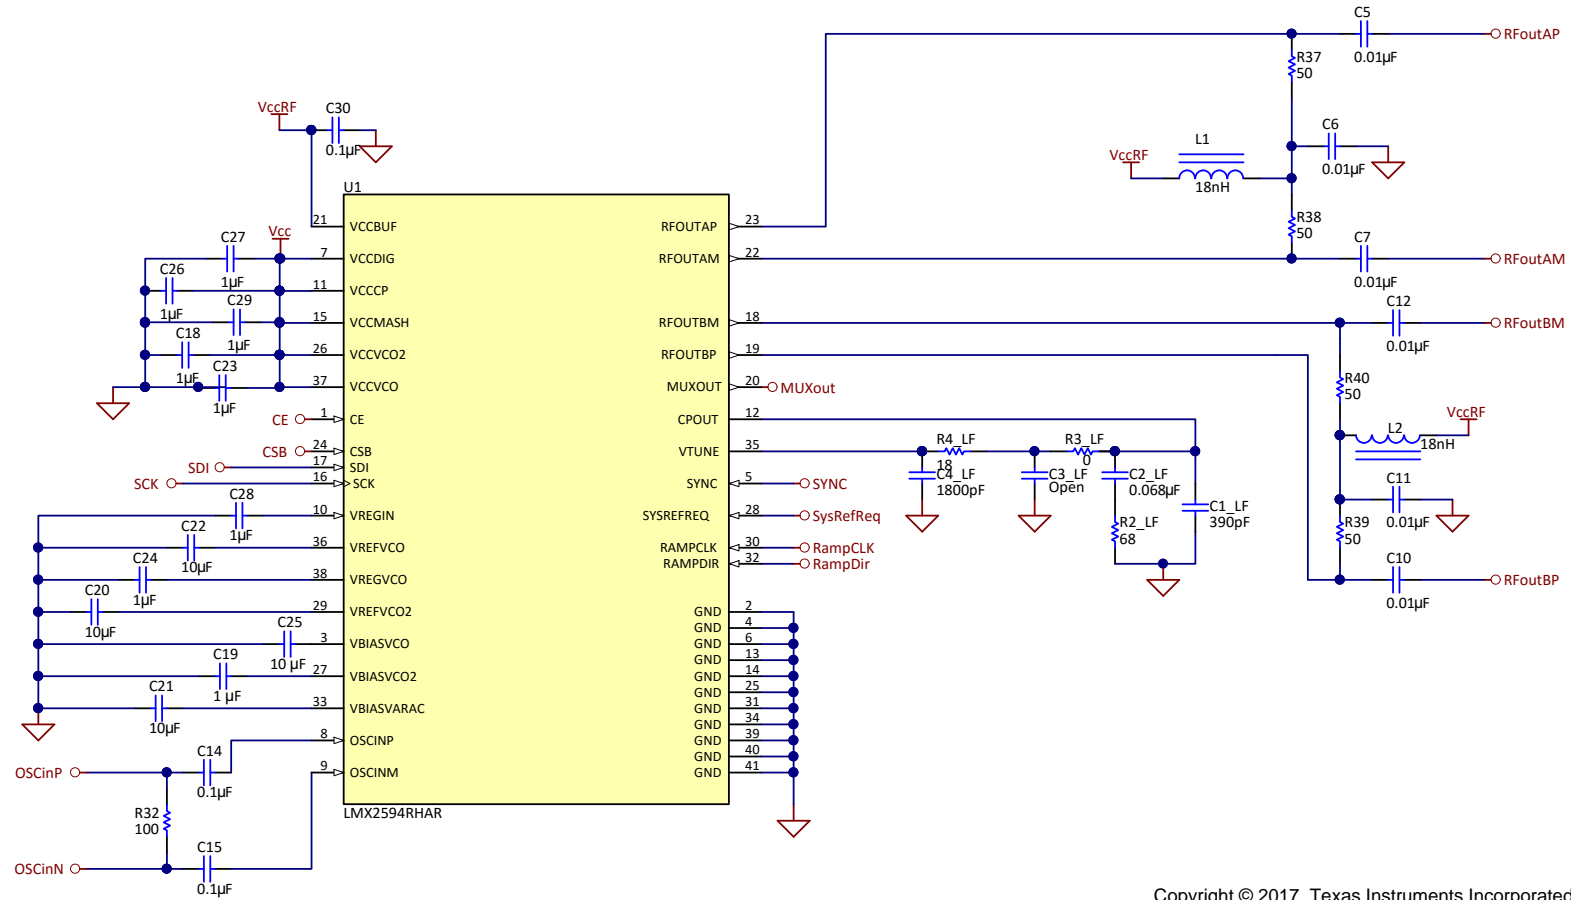 C5
RFoutAP
0.01µF
R37
50
VccRF
C30
0.1µF
C6
0.01µF
L1
VccRF
18nH
U1
21 VCCBUF
RFOUTAP 23
R38
50
C7
RFoutAM
0.01µF
Vcc
C27
1µF
7 VCCDIG
RFOUTAM 22
C26
1µF
11 VCCCP
C29
1µF
15 VCCMASH
RFOUTBM 18
C12
RFoutBM
0.01µF
C18
1µF
26 VCCVCO2
RFOUTBP 19
C23
1µF
37 VCCVCO
MUXOUT 20 MUXout
R40
50
CE 1 CE
CPOUT 12
VccRF
L2
18nH
CSB 24 CSB
VTUNE 35
R4_LF
18
R3_LF
0
SDI 17 SDI
SCK 16 SCK
SYNC 5 SYNC
C4_LF
1800pF
C3_LF
Open
C2_LF
0.068µF
C11
0.01µF
C28
1µF
10 VREGIN
SYSREFREQ 28 SysRefReq
C1_LF
390pF
R2_LF
68
R39
50
C22
10µF
36 VREFVCO
RAMPCLK 30 RampCLK
RAMPDIR 32 RampDir
C24
1µF
38 VREGVCO
C10
RFoutBP
0.01µF
C20
10µF
29 VREFVCO2
GND 2
GND 4
C25
10 µF
3 VBIASVCO
GND 6
GND 13
C19
1 µF
27 VBIASVCO2
GND 14
GND 25
C21
10µF
33 VBIASVARAC
GND 31
GND 34
8 OSCINP
GND 39
GND 40
9 OSCINM
GND 41
OSCinP
C14
0.1µF
R32
100
LMX2594RHAR
OSCinN
C15
0.1µF
Copyright © 2017, Texas Instruments Incorporated